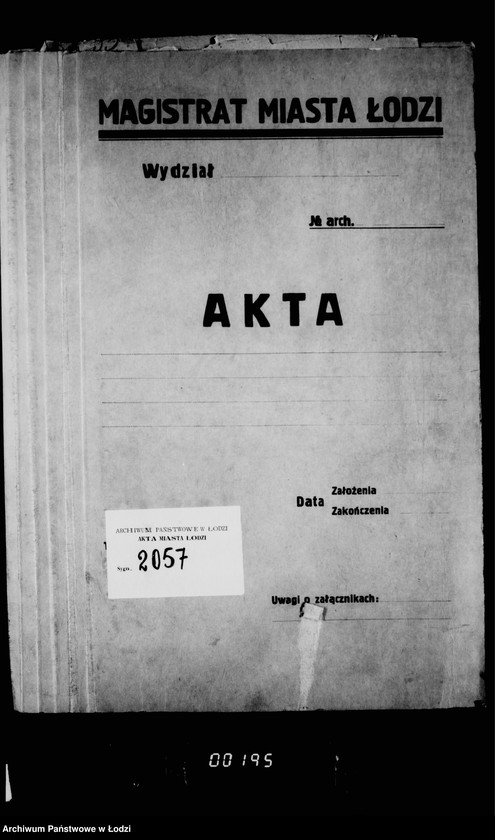 MAGISTRAT MIASTA ŁODZI
Wydział
№ arch.
AKTA
Data Założenia
Zakończenia
ARCHIWUM PAŃSTWOWE W ŁODZI
AKTA MIASTA ŁODZI
Sygn. 2057
Uwagi o załącznikach:
00195
Archiwum Państwowe w Łodzi